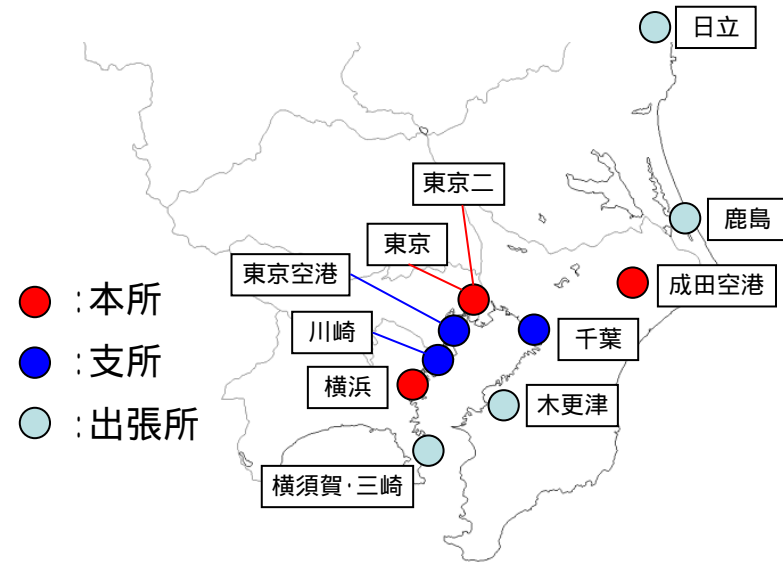 日立
東京二
鹿島
東京
東京空港
成田空港
:本所
川崎
千葉
:支所
横浜
木更津
:出張所
横須賀・三崎